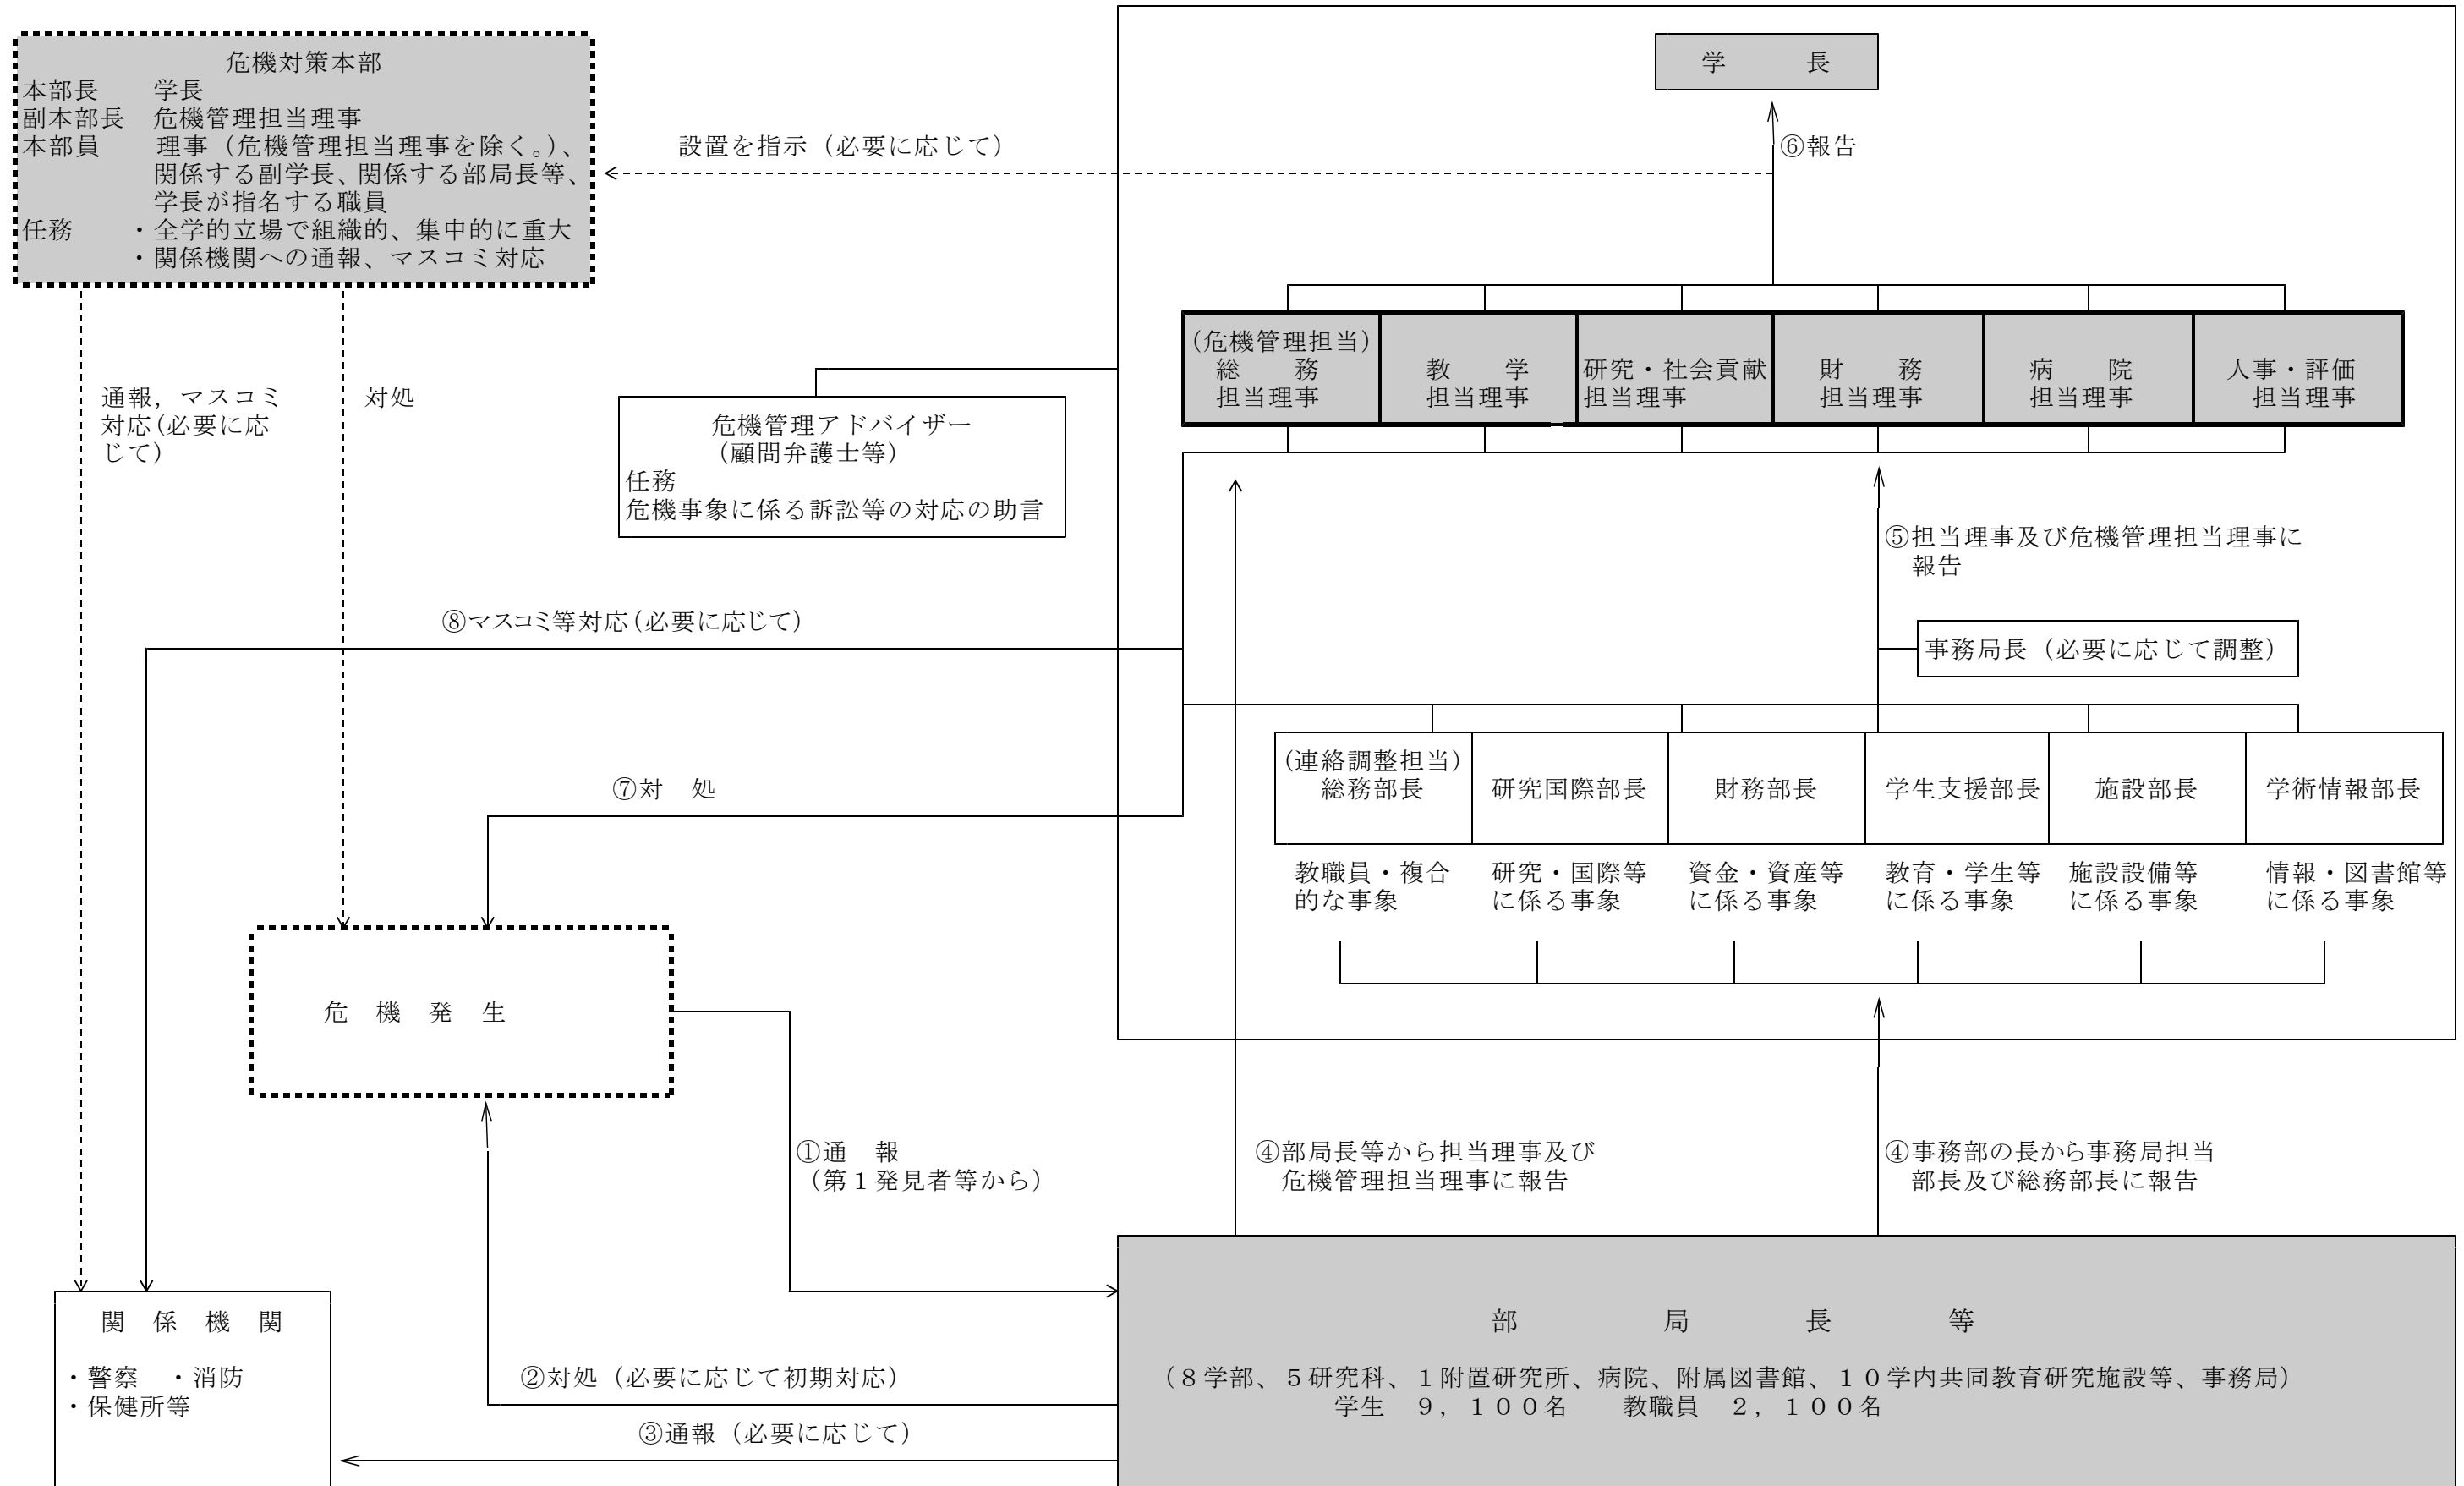 危機対策本部
本部長　　学長
副本部長　危機管理担当理事
本部員　　理事（危機管理担当理事を除く。）、
関係する副学長、関係する部局長等、
学長が指名する職員
任務　　・全学的立場で組織的、集中的に重大
・関係機関への通報、マスコミ対応
学　　長
設置を指示（必要に応じて）
⑥報告
(危機管理担当)
総　　務
担当理事
教　　学
担当理事
研究・社会貢献
担当理事
財　　務
担当理事
病　　院
担当理事
人事・評価
担当理事
通報，マスコミ
対応(必要に応
じて)
対処
危機管理アドバイザー
（顧問弁護士等）
任務
危機事象に係る訴訟等の対応の助言
⑤担当理事及び危機管理担当理事に
報告
⑧マスコミ等対応(必要に応じて)
事務局長（必要に応じて調整）
⑦対　処
(連絡調整担当)
総務部長
研究国際部長
財務部長
学生支援部長
施設部長
学術情報部長
教職員・複合
的な事象
研究・国際等
に係る事象
資金・資産等
に係る事象
教育・学生等
に係る事象
施設設備等
に係る事象
情報・図書館等
に係る事象
危　機　発　生
①通　報
（第１発見者等から）
④部局長等から担当理事及び
危機管理担当理事に報告
④事務部の長から事務局担当
部長及び総務部長に報告
関　係　機　関
・警察　・消防
・保健所等
②対処（必要に応じて初期対応）
③通報（必要に応じて）
部　　局　　長　　等
（８学部、５研究科、１附置研究所、病院、附属図書館、１０学内共同教育研究施設等、事務局）
学生　９，１００名　　教職員　２，１００名